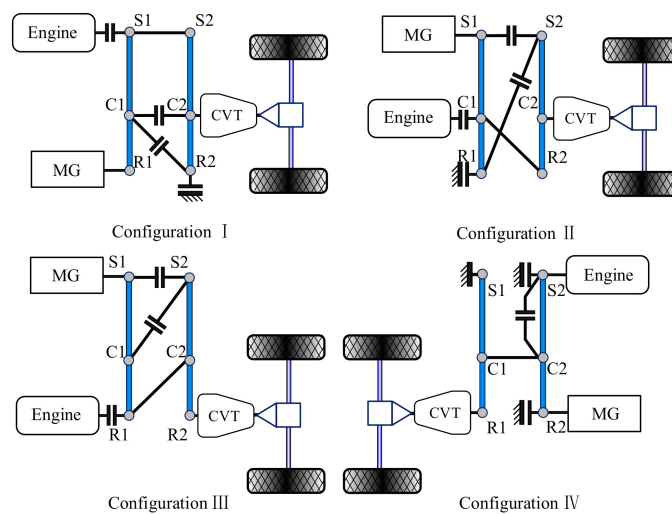 Engine
S1
S2
C1
C2
CVT
MG
R1
R2
Configuration Ⅰ
MG
S1
S2
Engine
C1
C2
CVT
R1
R2
Configuration Ⅱ
MG
S1
S2
C1
C2
Engine
R1
R2
CVT
Configuration Ⅲ
S1
S2
Engine
C1
C2
CVT
R1
R2
MG
Configuration Ⅳ